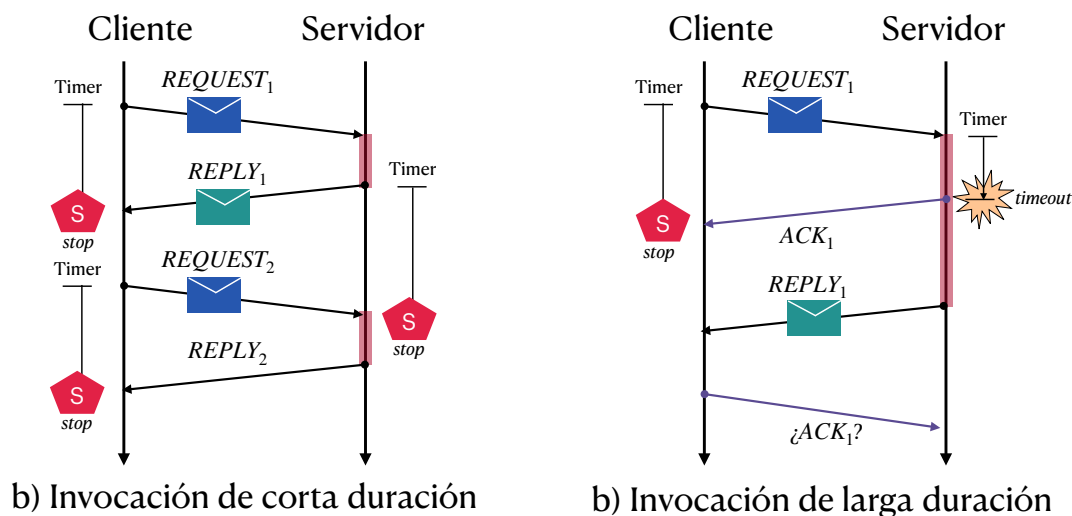 Cliente
Servidor
Timer
REQUEST₁
REPLY₁
Timer
S
stop
Timer
REQUEST₂
S
stop
REPLY₂
S
stop
b) Invocación de corta duración
Cliente
Servidor
Timer
REQUEST₁
Timer
timeout
S
stop
ACK₁
REPLY₁
¿ACK₁?
b) Invocación de larga duración